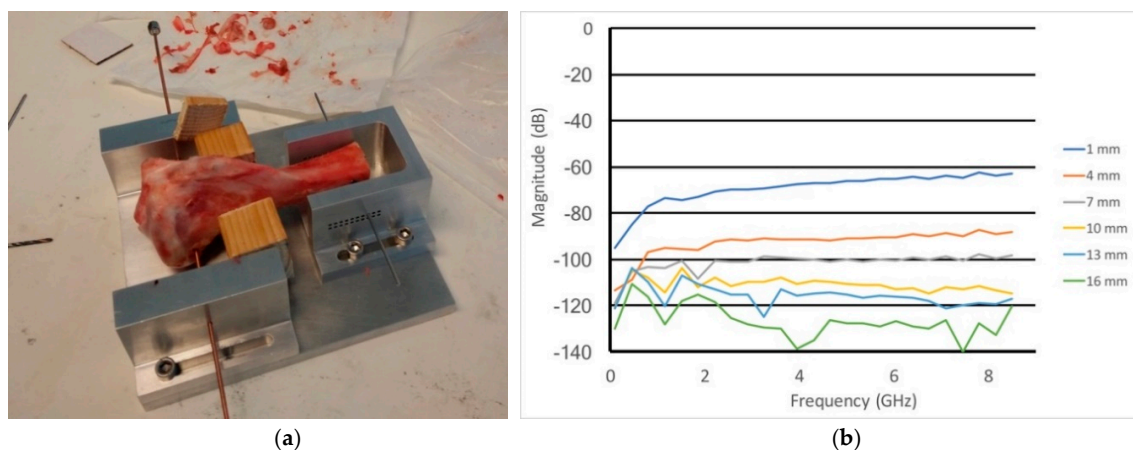 0
-20
-40
-60
-80
-100
-120
-140
Magnitude (dB)
0 2 4 6 8
Frequency (GHz)
1 mm
4 mm
7 mm
10 mm
13 mm
16 mm
(a) (b)